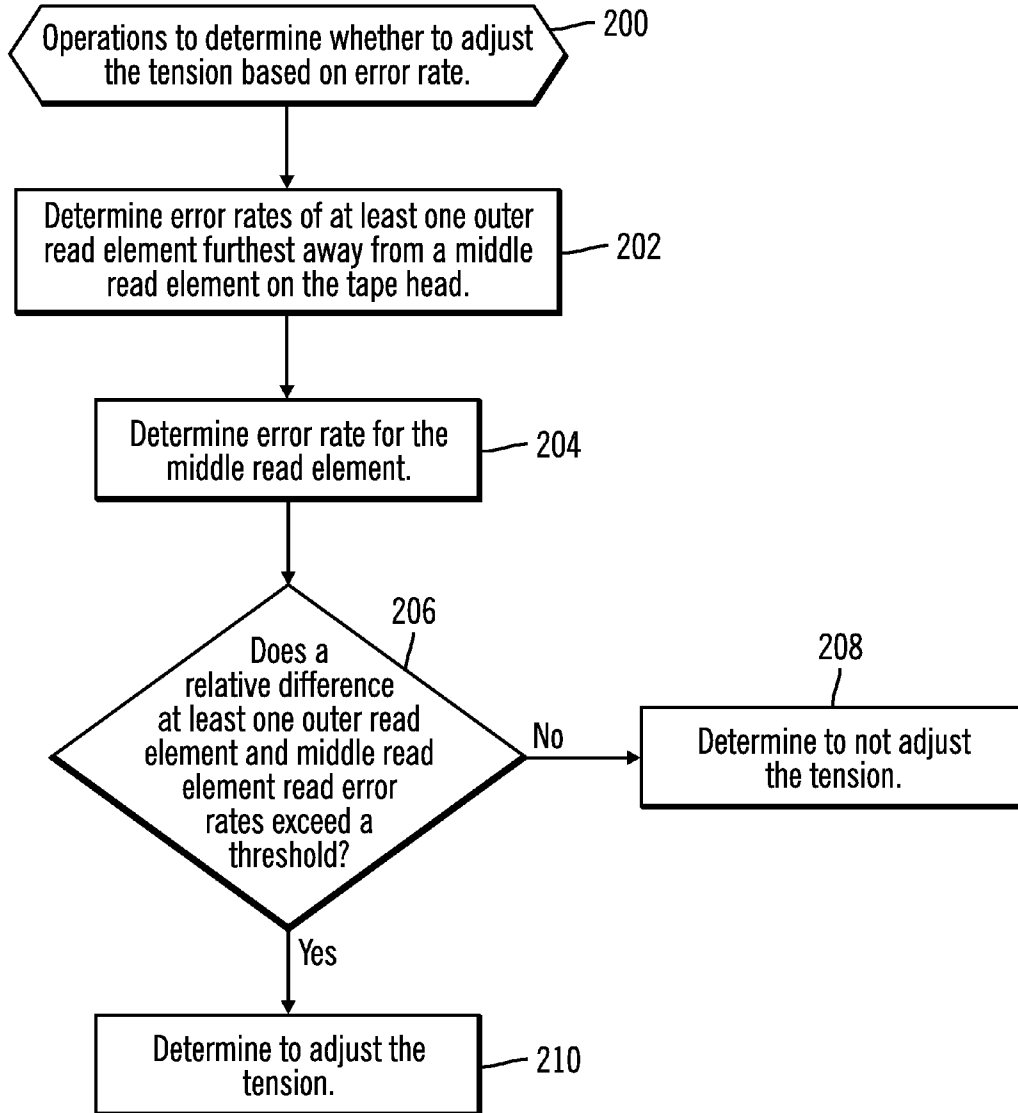 Operations to determine whether to adjust
the tension based on error rate.
200
Determine error rates of at least one outer
read element furthest away from a middle
read element on the tape head.
202
Determine error rate for the
middle read element.
204
206
Does a
relative difference
at least one outer read
element and middle read
element read error
rates exceed a
threshold?
No
208
Determine to not adjust
the tension.
Yes
Determine to adjust the
tension.
210